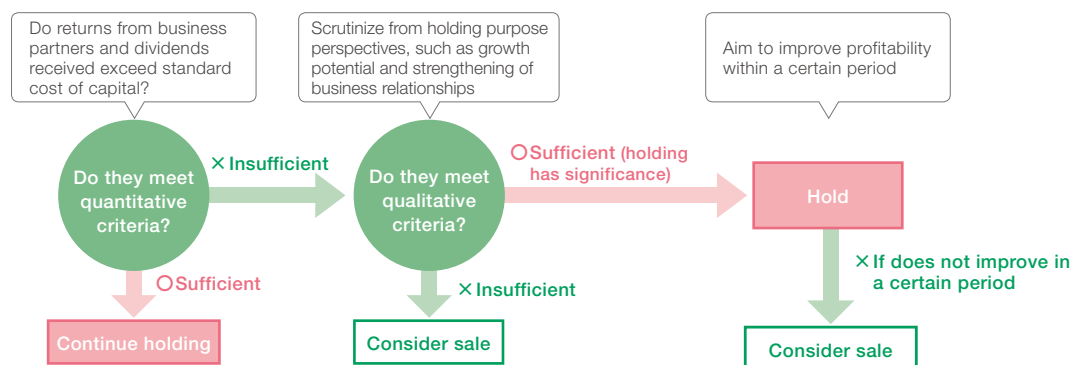 Do returns from business
partners and dividends
received exceed standard
cost of capital?
Scrutinize from holding purpose
perspectives, such as growth
potential and strengthening of
business relationships
Aim to improve profitability
within a certain period
Do they meet
quantitative
criteria?
×Insufficient
Do they meet
qualitative
criteria?
○Sufficient (holding
has significance)
Hold
○Sufficient
×Insufficient
×If does not improve in
a certain period
Continue holding
Consider sale
Consider sale